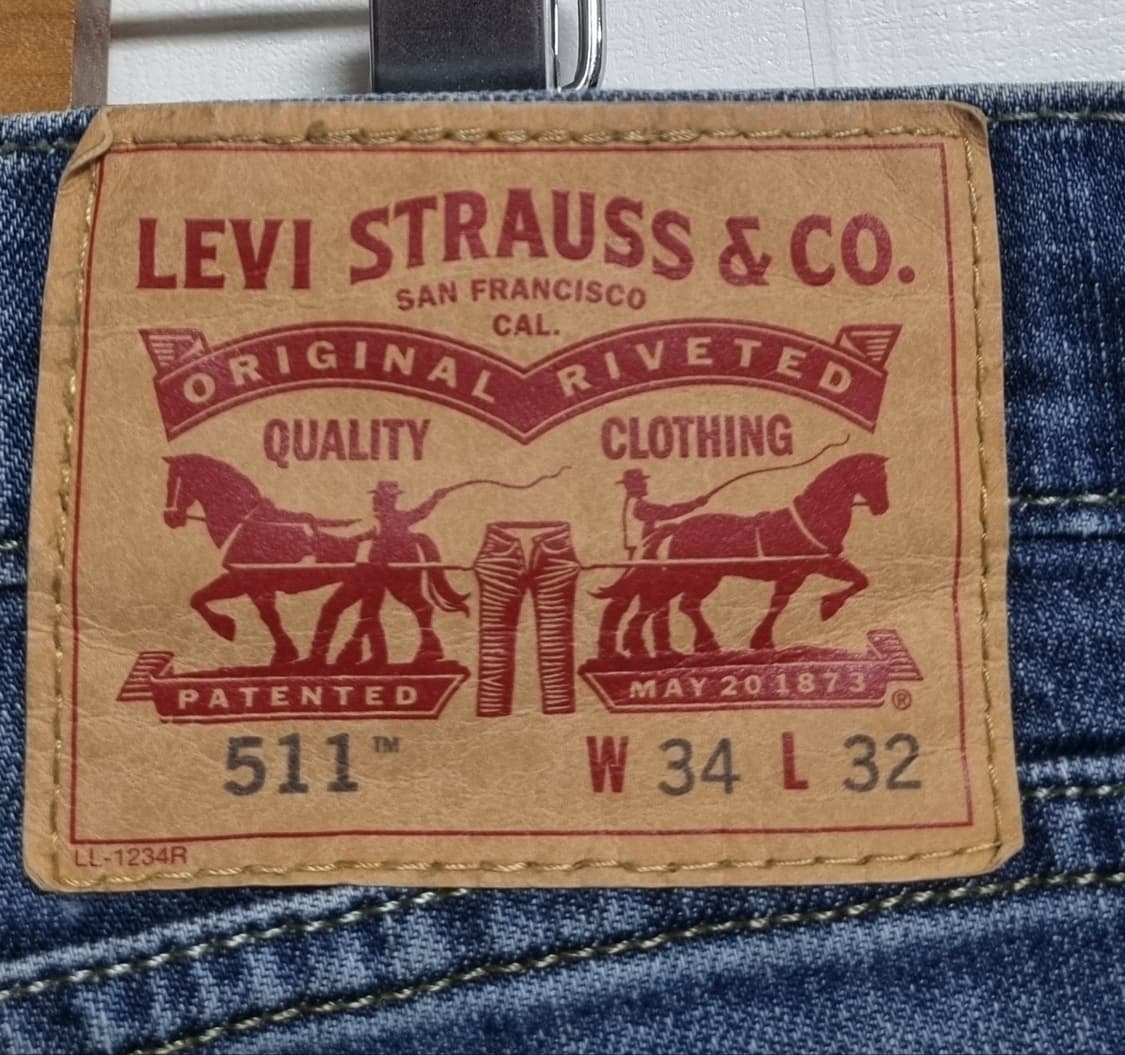 LEVI STRAUSS & CO.
SAN FRANCISCO
CAL.
ORIGINAL RIVETED
QUALITY CLOTHING
PATENTED MAY 20 1873 ®
511™ W 34 L 32
LL-1234R